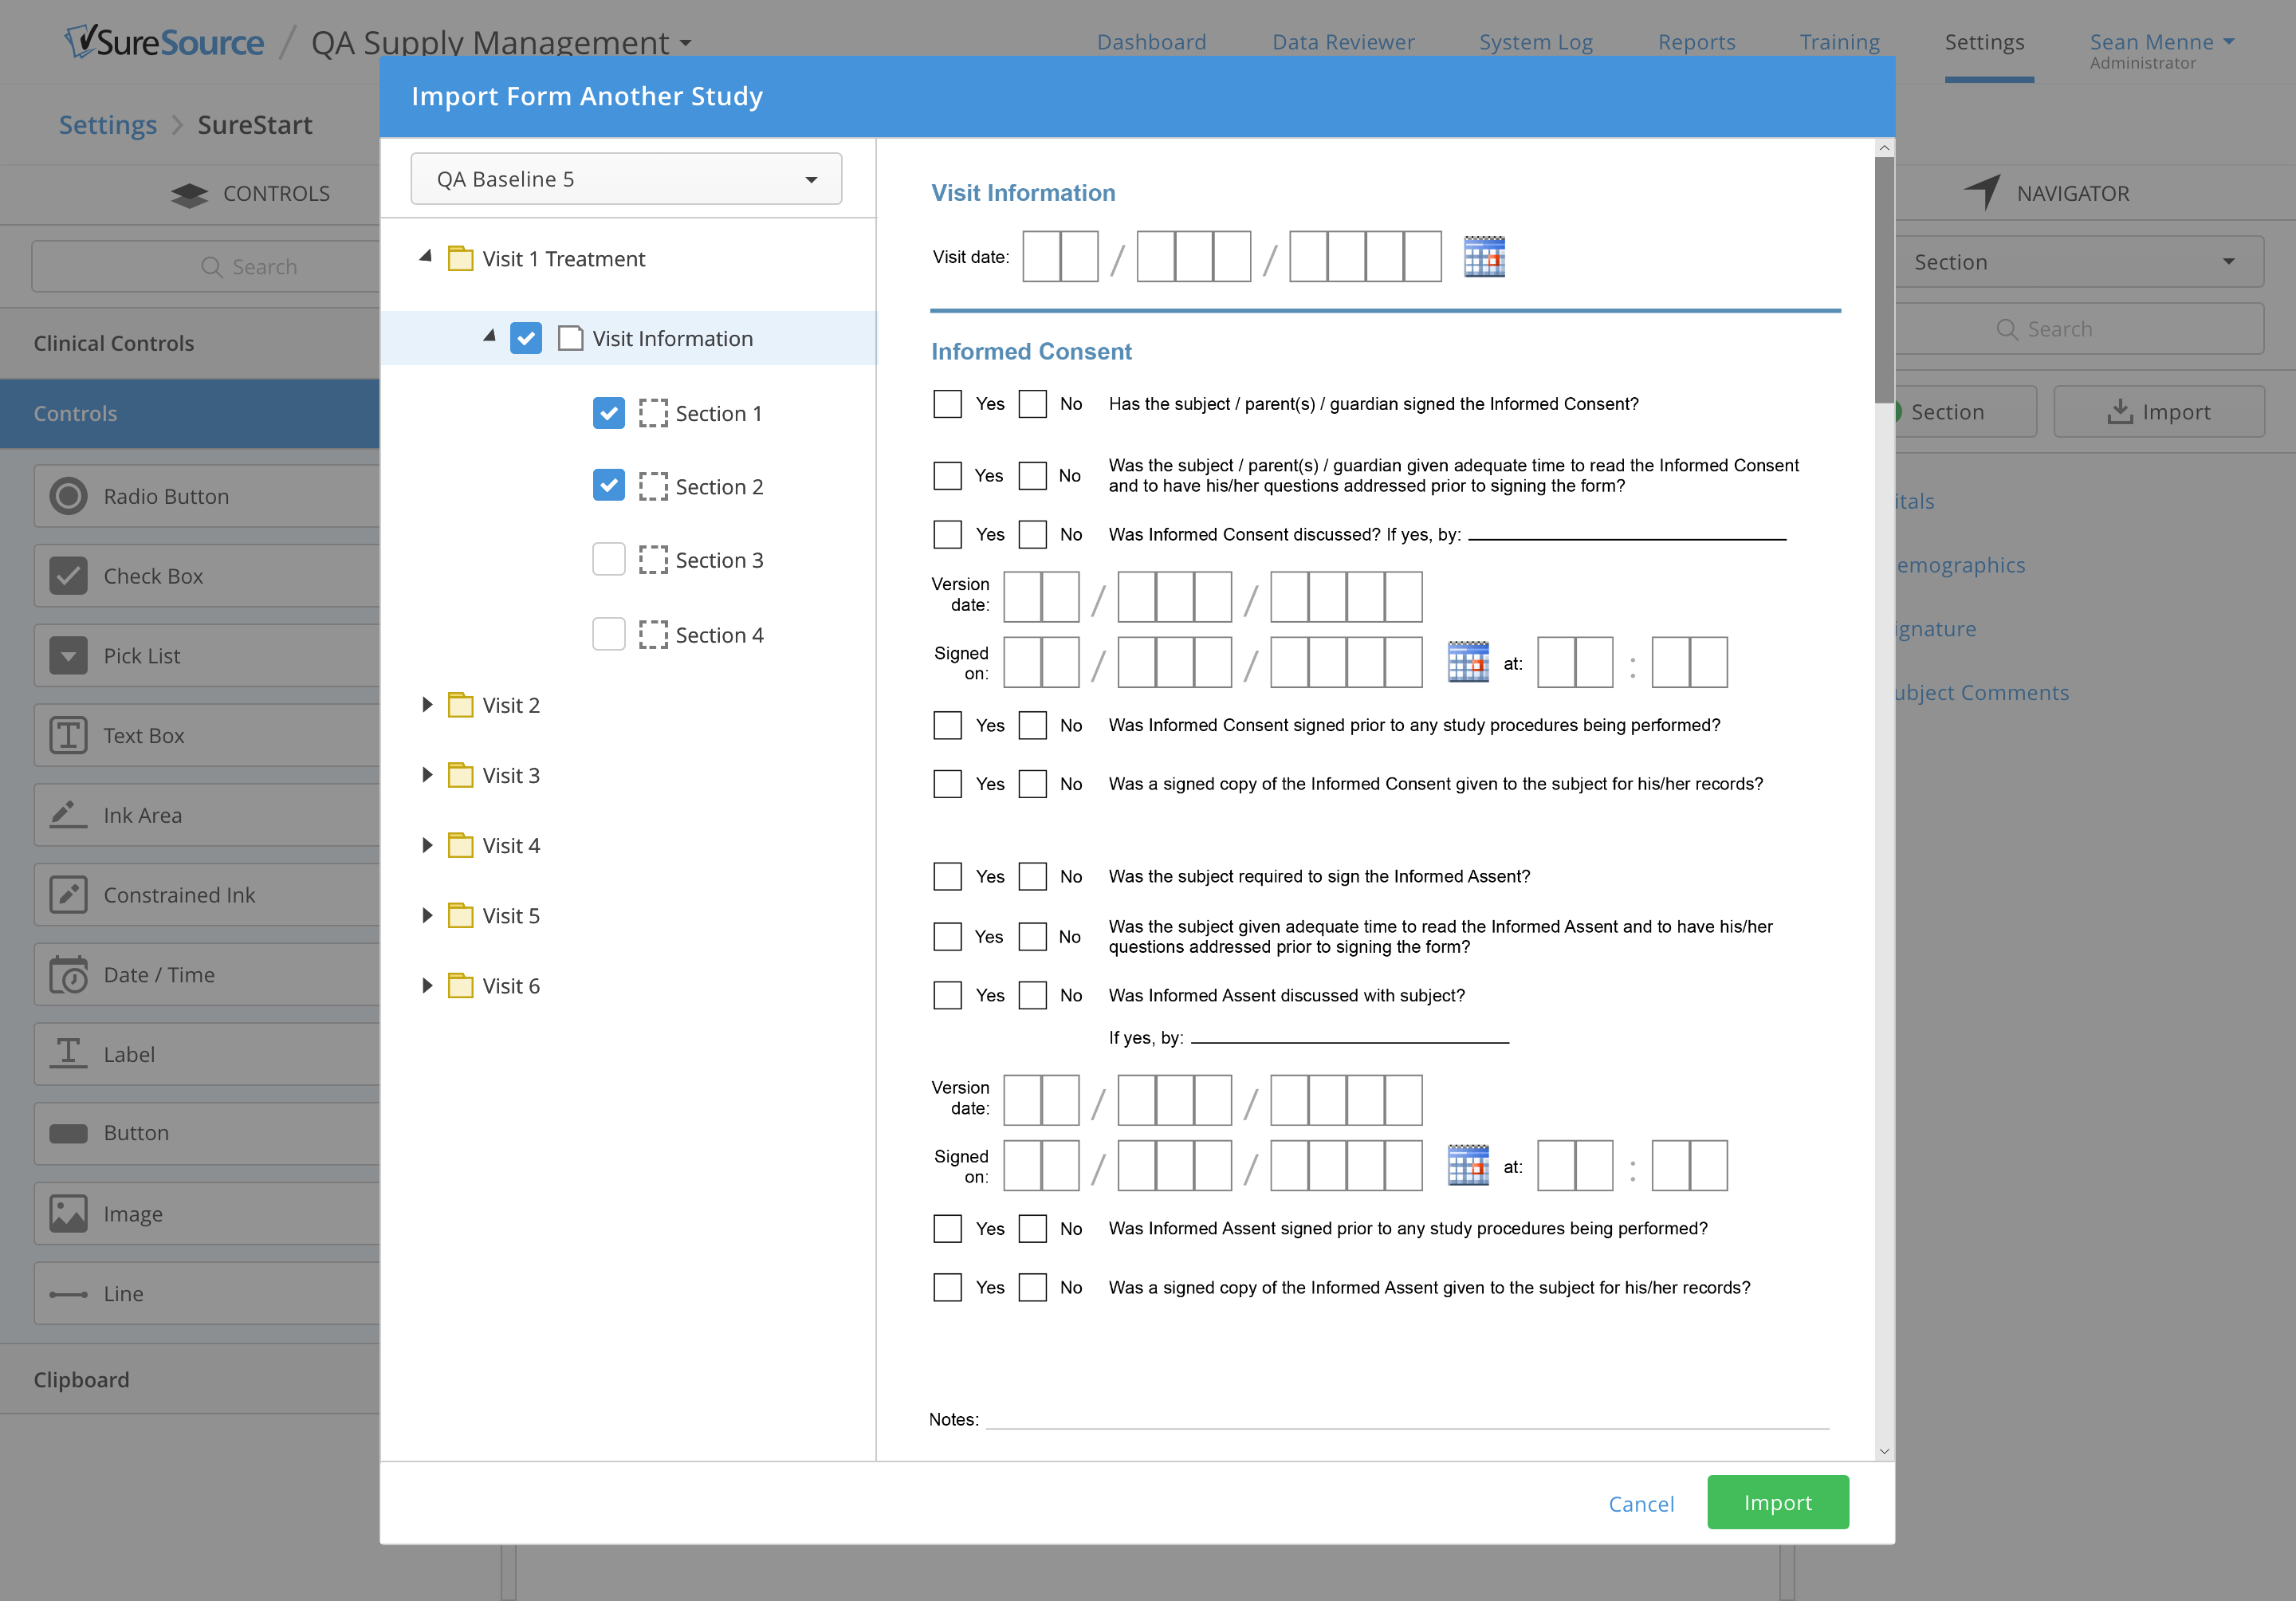 SureSource / QA Supply Management
Dashboard
Data Reviewer
System Log
Reports
Training
Settings
Sean Menne
Administrator
Settings > SureStart
CONTROLS
Search
Clinical Controls
Controls
Radio Button
Check Box
Pick List
Text Box
Ink Area
Constrained Ink
Date / Time
Label
Button
Image
Line
Clipboard
Import Form Another Study
QA Baseline 5
Visit 1 Treatment
Visit Information
Section 1
Section 2
Section 3
Section 4
Visit 2
Visit 3
Visit 4
Visit 5
Visit 6
Visit Information
Visit date: / /
Informed Consent
Yes No Has the subject / parent(s) / guardian signed the Informed Consent?
Yes No Was the subject / parent(s) / guardian given adequate time to read the Informed Consent
and to have his/her questions addressed prior to signing the form?
Yes No Was Informed Consent discussed? If yes, by:
Version
date: / /
Signed
on: / / at: :
Yes No Was Informed Consent signed prior to any study procedures being performed?
Yes No Was a signed copy of the Informed Consent given to the subject for his/her records?
Yes No Was the subject required to sign the Informed Assent?
Yes No Was the subject given adequate time to read the Informed Assent and to have his/her
questions addressed prior to signing the form?
Yes No Was Informed Assent discussed with subject?
If yes, by:
Version
date: / /
Signed
on: / / at: :
Yes No Was Informed Assent signed prior to any study procedures being performed?
Yes No Was a signed copy of the Informed Assent given to the subject for his/her records?
Notes:
Cancel
Import
NAVIGATOR
Section
Search
Section
Import
itals
emographics
ignature
ubject Comments